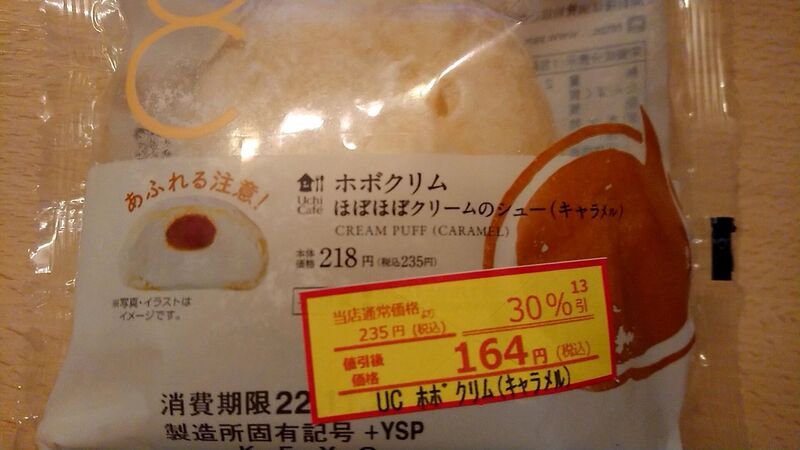 あふれる注意!
※写真・イラストは
イメージです。
Uchi
Café
ホボクリム
ほぼほぼクリームのシュー(キャラメル)
CREAM PUFF (CARAMEL)
本体
価格 218円(税込235円)
当店通常価格より
235円(税込)
30%引
13
値引後
価格 164円(税込)
UC ホボクリム(キャラメル)
消費期限22
製造所固有記号 +YSP